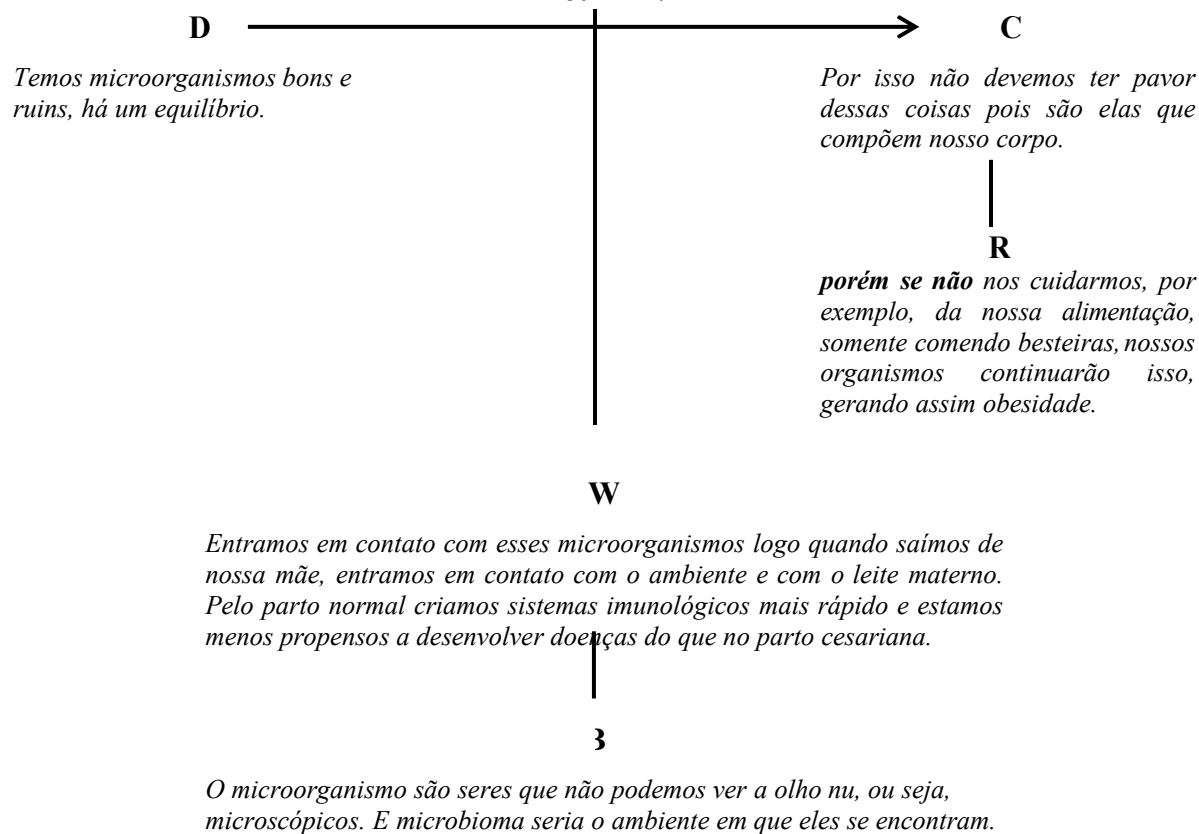 D
C
Temos microorganismos bons e
ruins, há um equilíbrio.
Por isso não devemos ter pavor
dessas coisas pois são elas que
compõem nosso corpo.
R
porém se não nos cuidarmos, por
exemplo, da nossa alimentação,
somente comendo besteiras, nossos
organismos continuarão isso,
gerando assim obesidade.
W
Entramos em contato com esses microorganismos logo quando saímos de
nossa mãe, entramos em contato com o ambiente e com o leite materno.
Pelo parto normal criamos sistemas imunológicos mais rápido e estamos
menos propensos a desenvolver doenças do que no parto cesariana.
B
O microorganismo são seres que não podemos ver a olho nu, ou seja,
microscópicos. E microbioma seria o ambiente em que eles se encontram.